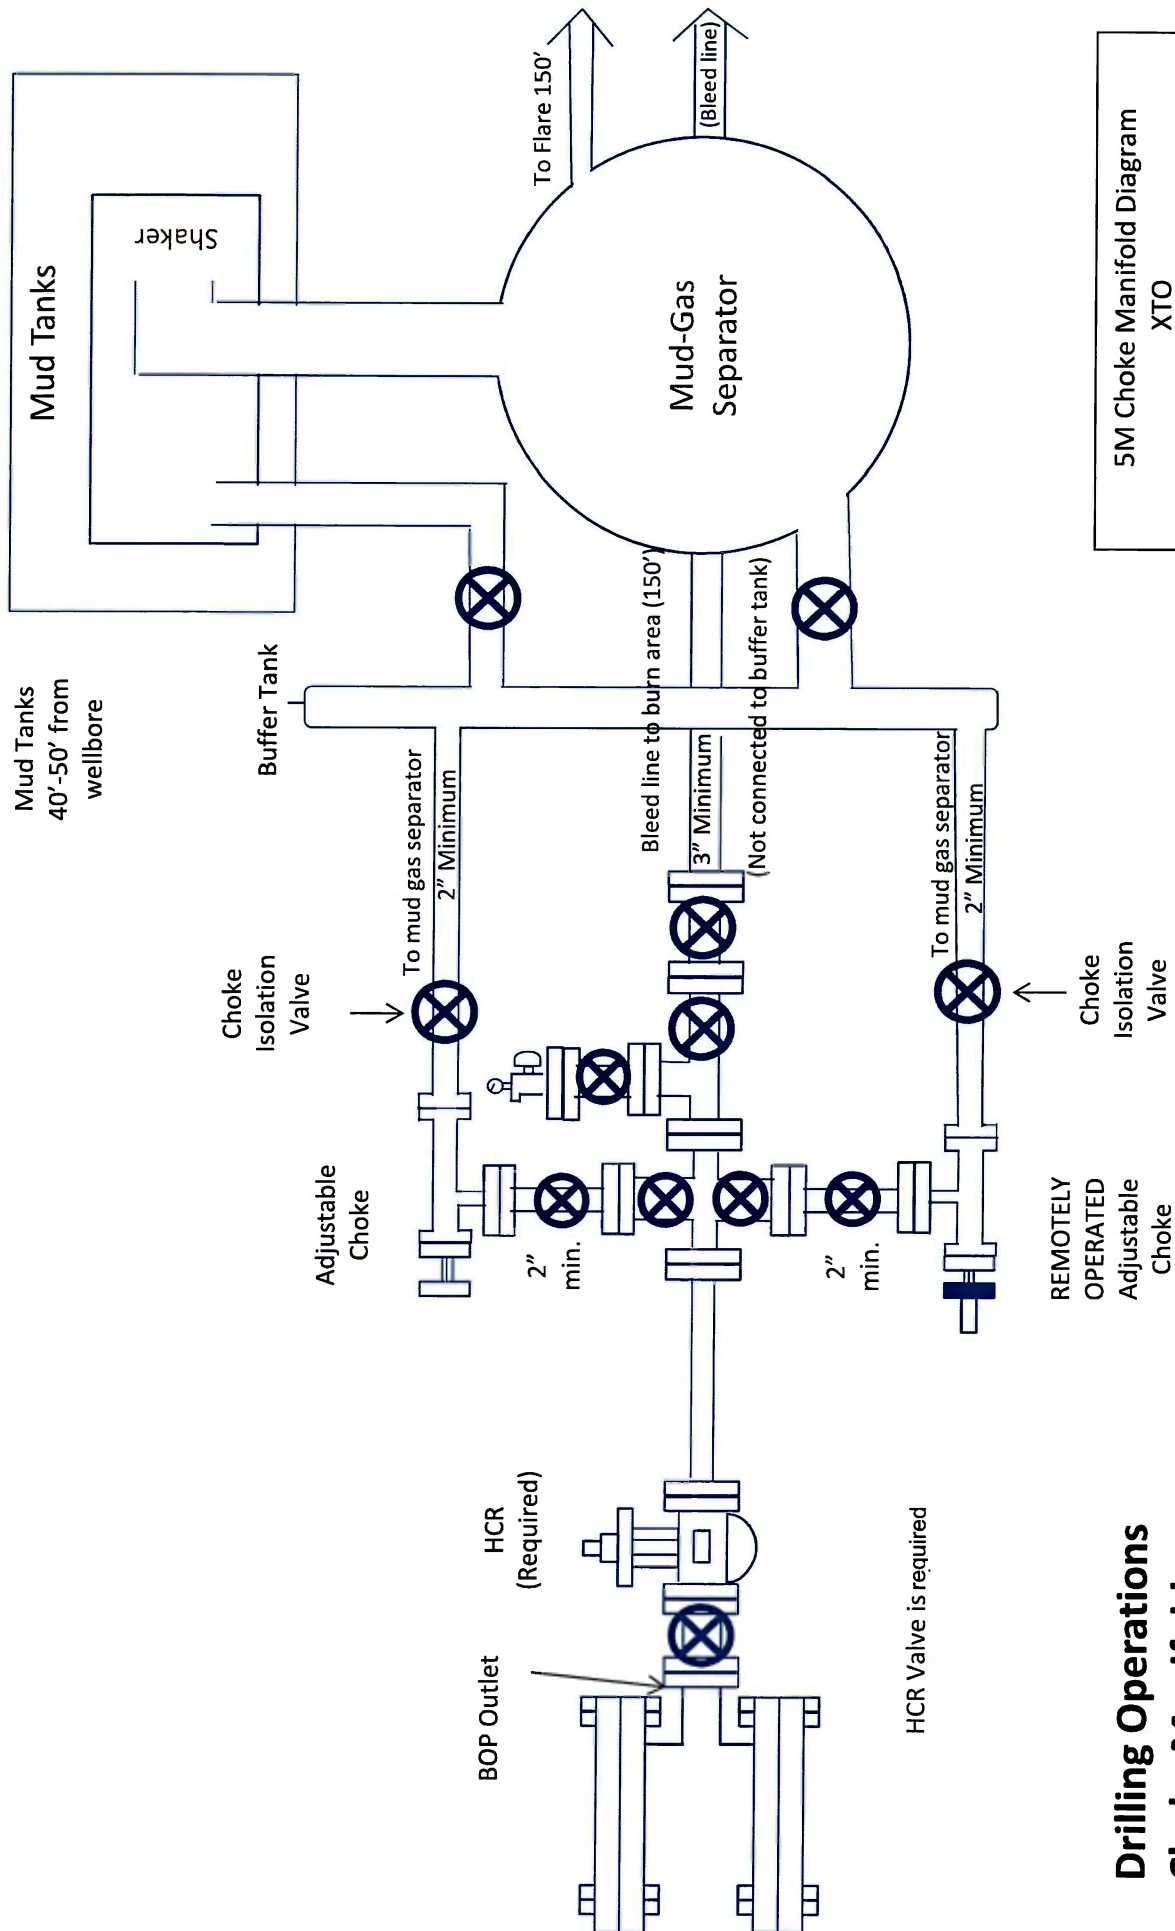 Mud Tanks
40'-50' from
wellbore
Mud Tanks
Shaker
Buffer Tank
Choke
Isolation
Valve
Adjustable
Choke
To mud gas separator
2" Minimum
BOP Outlet
HCR
(Required)
2"
min.
To Flare 150'
Bleed line to burn area (150')
3" Minimum
(Not connected to buffer tank)
Mud-Gas
Separator
(Bleed line)
2"
min.
HCR Valve is required
To mud gas separator
2" Minimum
REMOTELY
OPERATED
Adjustable
Choke
Choke
Isolation
Valve
5M Choke Manifold Diagram
XTO
Drilling Operations